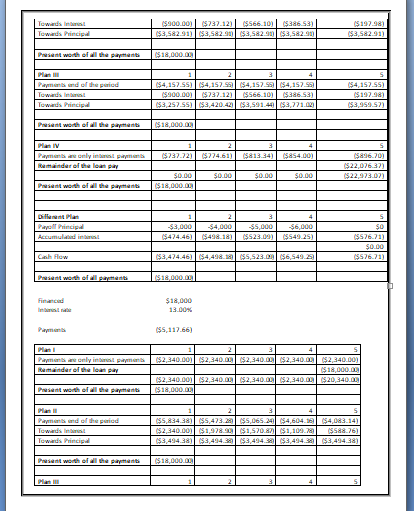 Towards Interest ($900.00) ($737.12) ($566.10) ($386.53) ($197.98)
Towards Principal ($3,582.91) ($3,582.91) ($3,582.91) ($3,582.91) ($3,582.91)
Present worth of all the payments ($18,000.00)
Plan III 1 2 3 4 5
Payments end of the period ($4,157.55) ($4,157.55) ($4,157.55) ($4,157.55) ($4,157.55)
Towards Interest ($900.00) ($737.12) ($566.10) ($386.53) ($197.98)
Towards Principal ($3,257.55) ($3,420.42) ($3,591.44) ($3,771.02) ($3,959.57)
Present worth of all the payments ($18,000.00)
Plan IV 1 2 3 4 5
Payments are only interest payments ($737.72) ($774.61) ($813.34) ($854.00) ($896.70)
Remainder of the loan pay ($22,076.37)
$0.00 $0.00 $0.00 $0.00 ($22,973.07)
Present worth of all the payments ($18,000.00)
Different Plan 1 2 3 4 5
Payoff Principal -$3,000 -$4,000 -$5,000 -$6,000 $0
Accumulated interest ($474.46) ($498.18) ($523.09) ($549.25) ($576.71)
$0.00
Cash Flow ($3,474.46) ($4,498.18) ($5,523.09) ($6,549.25) ($576.71)
Present worth of all payments ($18,000.00)
Financed $18,000
Interest rate 13.00%
Payments ($5,117.66)
Plan I 1 2 3 4 5
Payments are only interest payments ($2,340.00) ($2,340.00) ($2,340.00) ($2,340.00) ($2,340.00)
Remainder of the loan pay ($18,000.00)
($2,340.00) ($2,340.00) ($2,340.00) ($2,340.00) ($20,340.00)
Present worth of all the payments ($18,000.00)
Plan II 1 2 3 4 5
Payments end of the period ($5,834.38) ($5,473.28) ($5,065.24) ($4,604.16) ($4,083.14)
Towards Interest ($2,340.00) ($1,978.90) ($1,570.87) ($1,109.78) ($588.76)
Towards Principal ($3,494.38) ($3,494.38) ($3,494.38) ($3,494.38) ($3,494.38)
Present worth of all the payments ($18,000.00)
Plan III 1 2 3 4 5